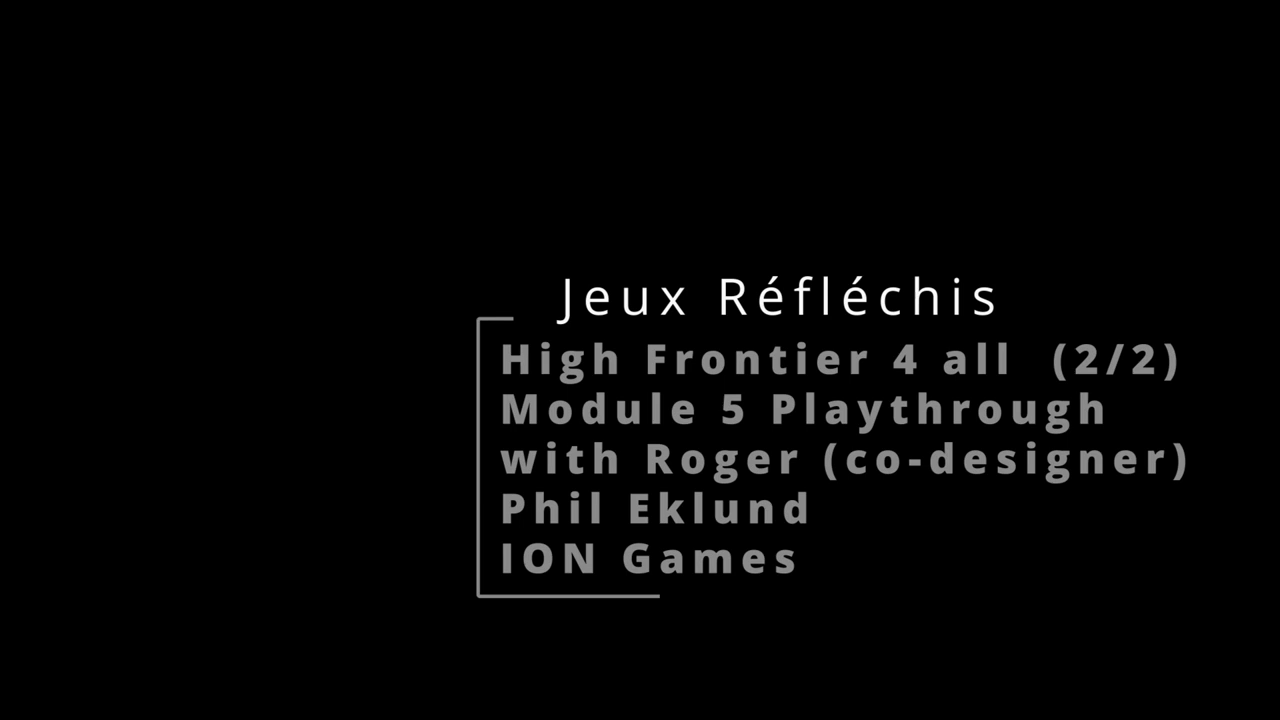 Jeux Réfléchis
High Frontier 4 all (2/2)
Module 5 Playthrough
with Roger (co-designer)
Phil Eklund
ION Games